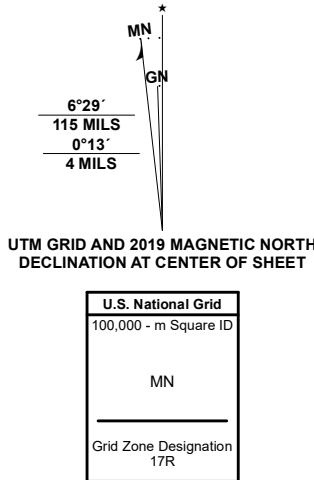 ★
MN
GN
6°29´
115 MILS
0°13´
4 MILS
UTM GRID AND 2019 MAGNETIC NORTH
DECLINATION AT CENTER OF SHEET
U.S. National Grid
100,000 - m Square ID
MN
Grid Zone Designation
17R